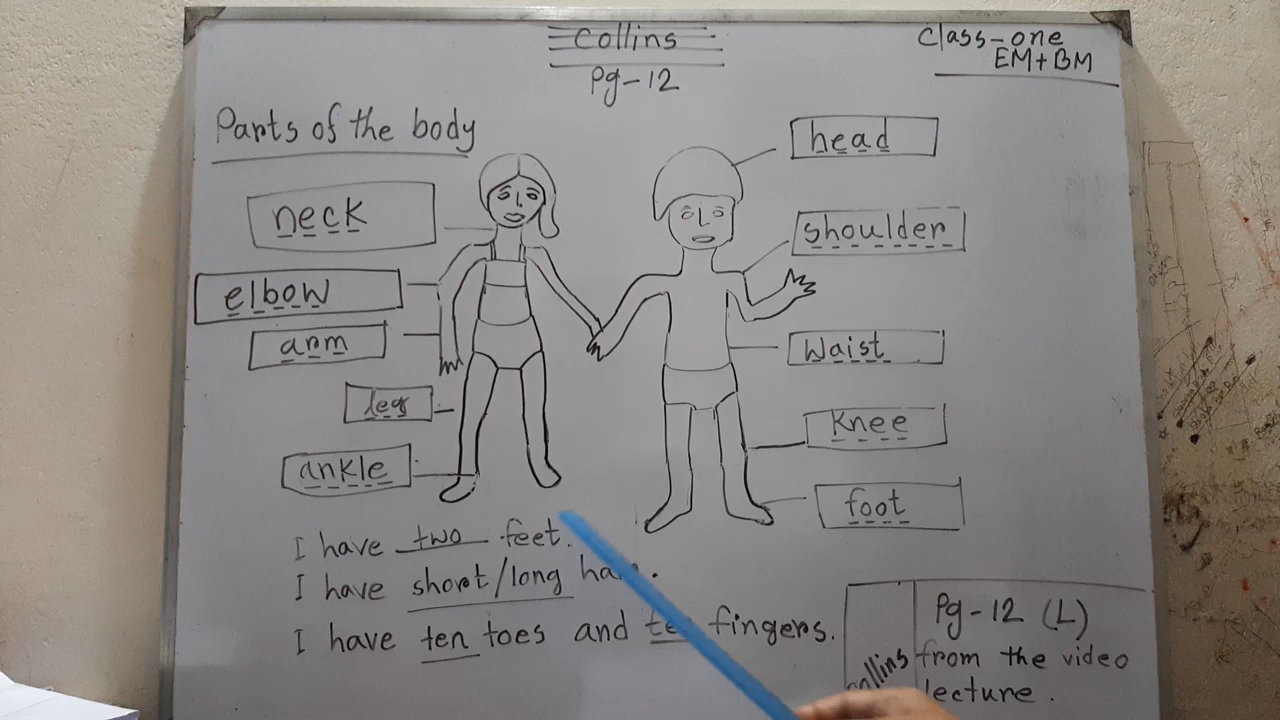 Collins
Pg-12
Class-one
EM+BM
Parts of the body
neck
elbow
arm
leg
ankle
head
shoulder
Waist
Knee
foot
I have two feet.
I have short/long
I have ten toes and fingers.
Pg-12 (L)
from the video
lecture.